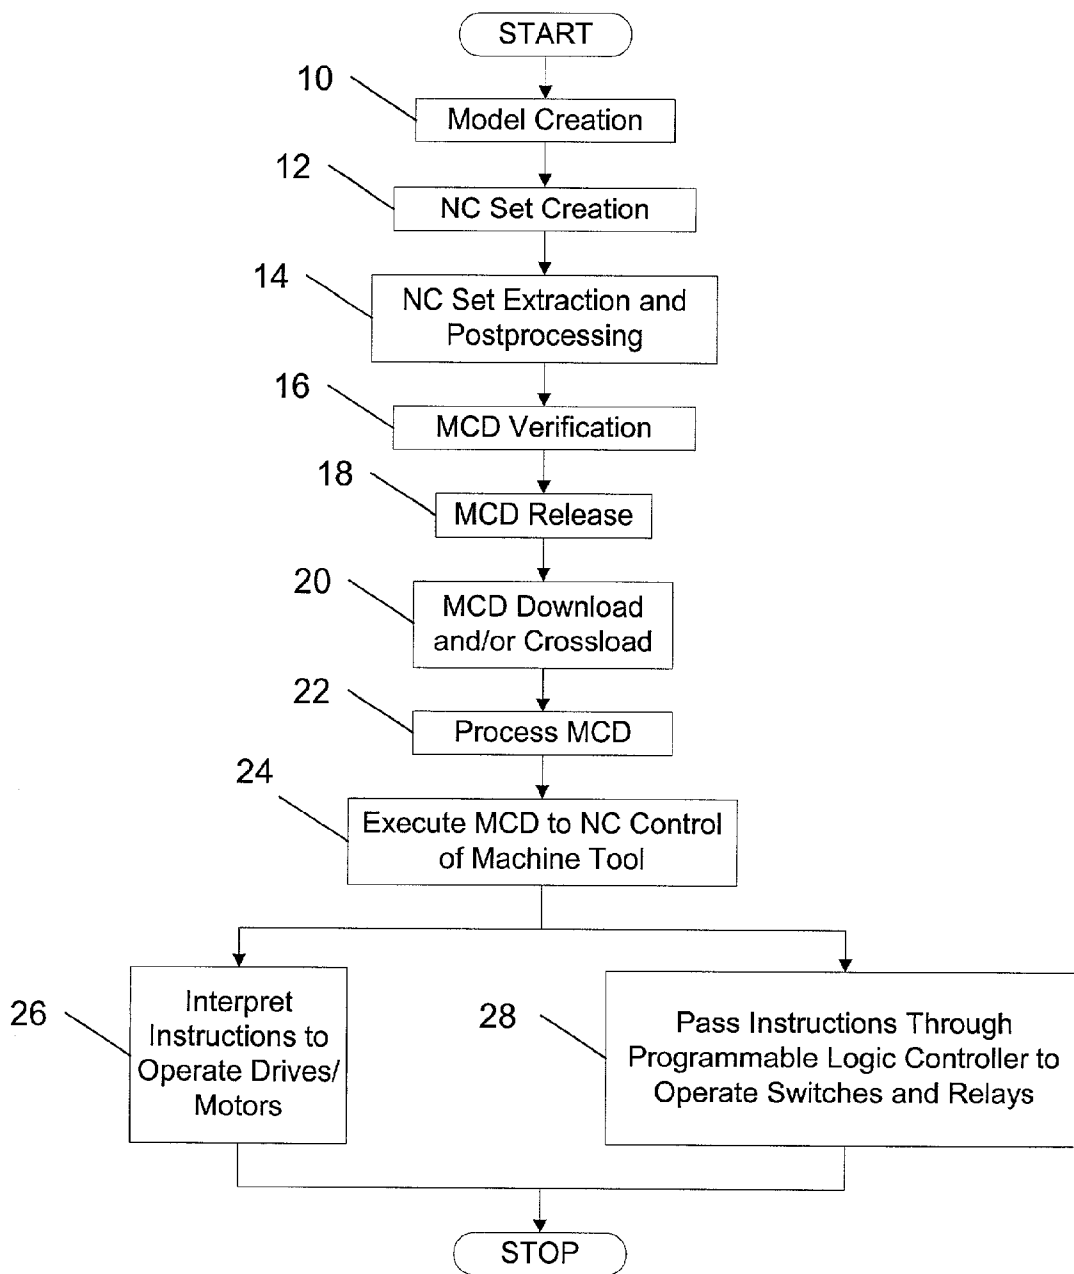 START
10
Model Creation
12
NC Set Creation
14
NC Set Extraction and
Postprocessing
16
MCD Verification
18
MCD Release
20
MCD Download
and/or Crossload
22
Process MCD
24
Execute MCD to NC Control
of Machine Tool
26
Interpret
Instructions to
Operate Drives/
Motors
28
Pass Instructions Through
Programmable Logic Controller to
Operate Switches and Relays
STOP